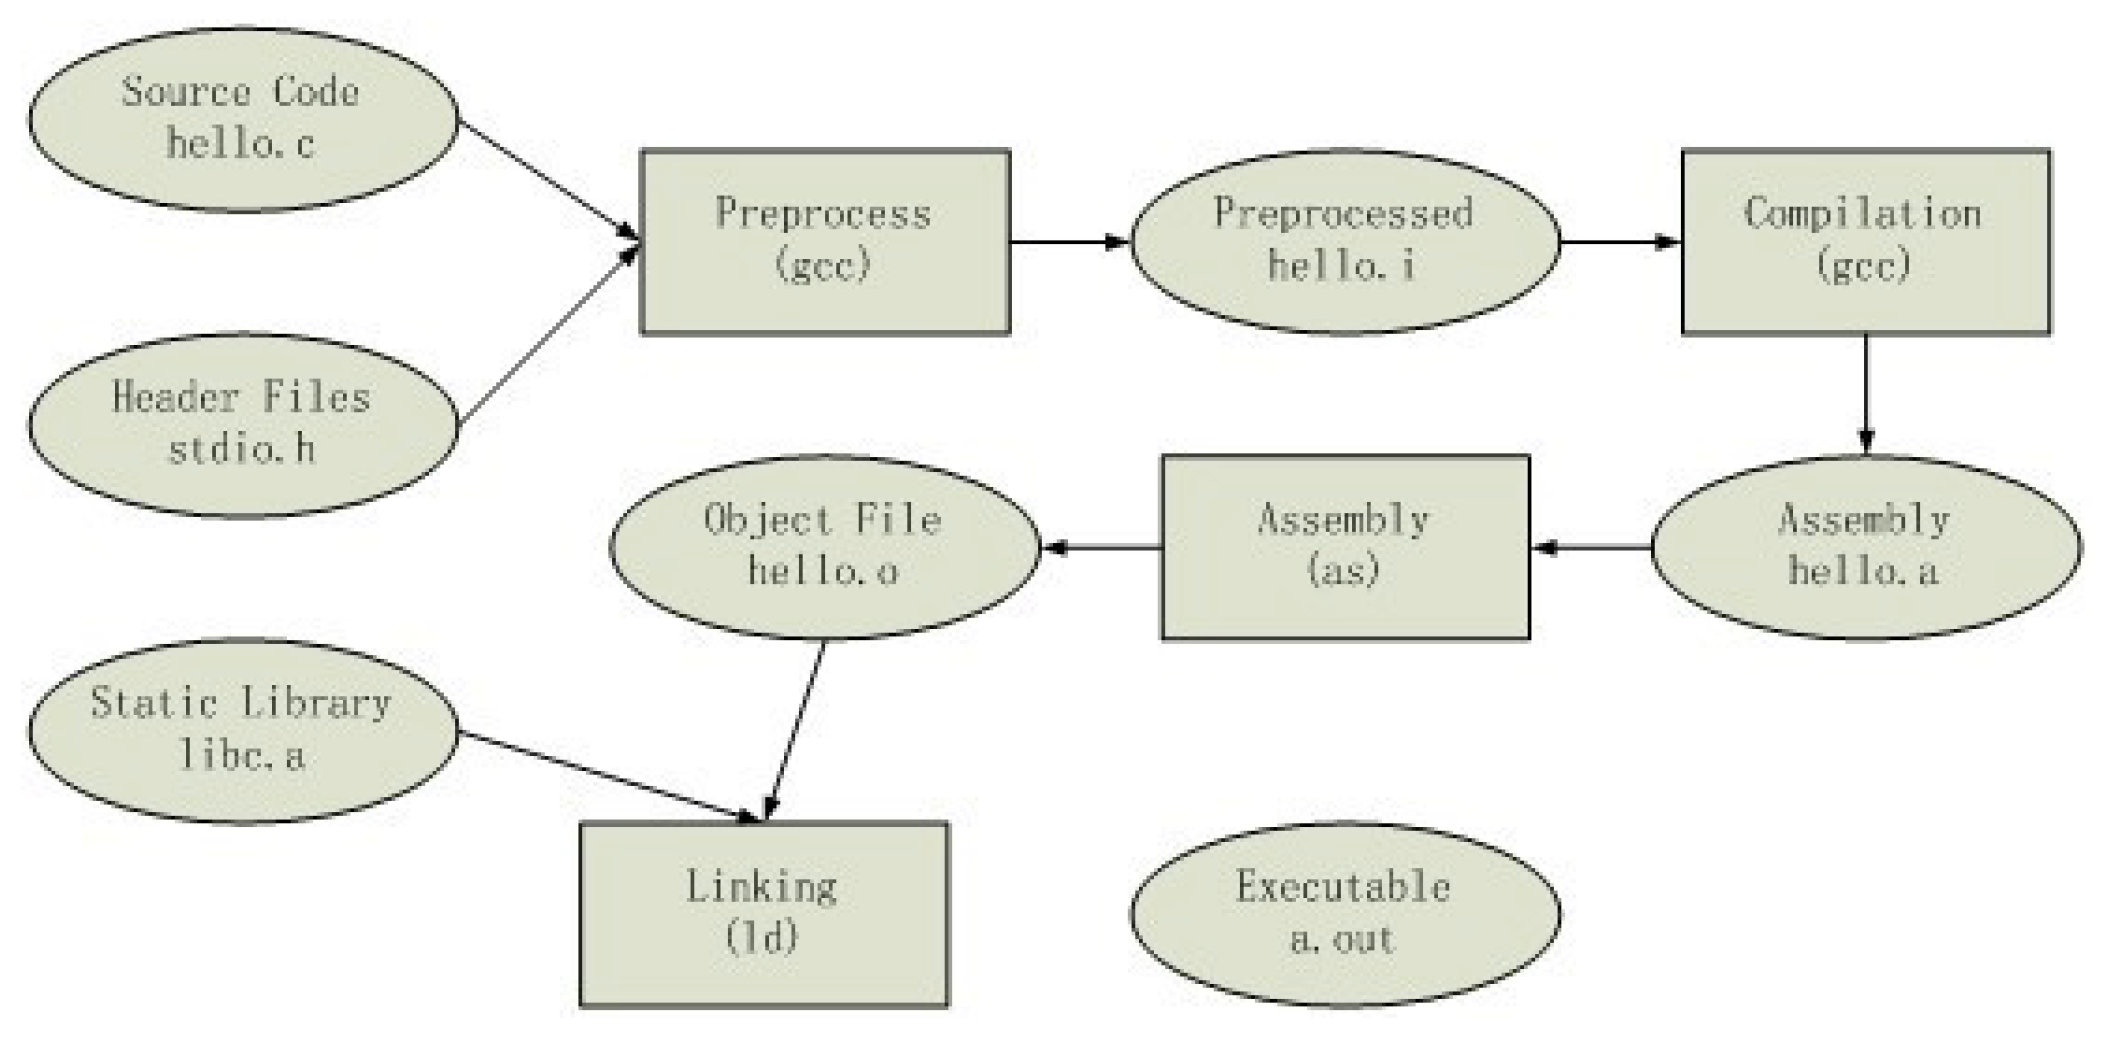 Source Code
hello.c
Preprocess
(gcc)
Preprocessed
hello.i
Compilation
(gcc)
Header Files
stdio.h
Object File
hello.o
Assembly
(as)
Assembly
hello.a
Static Library
libc.a
Linking
(ld)
Executable
a.out